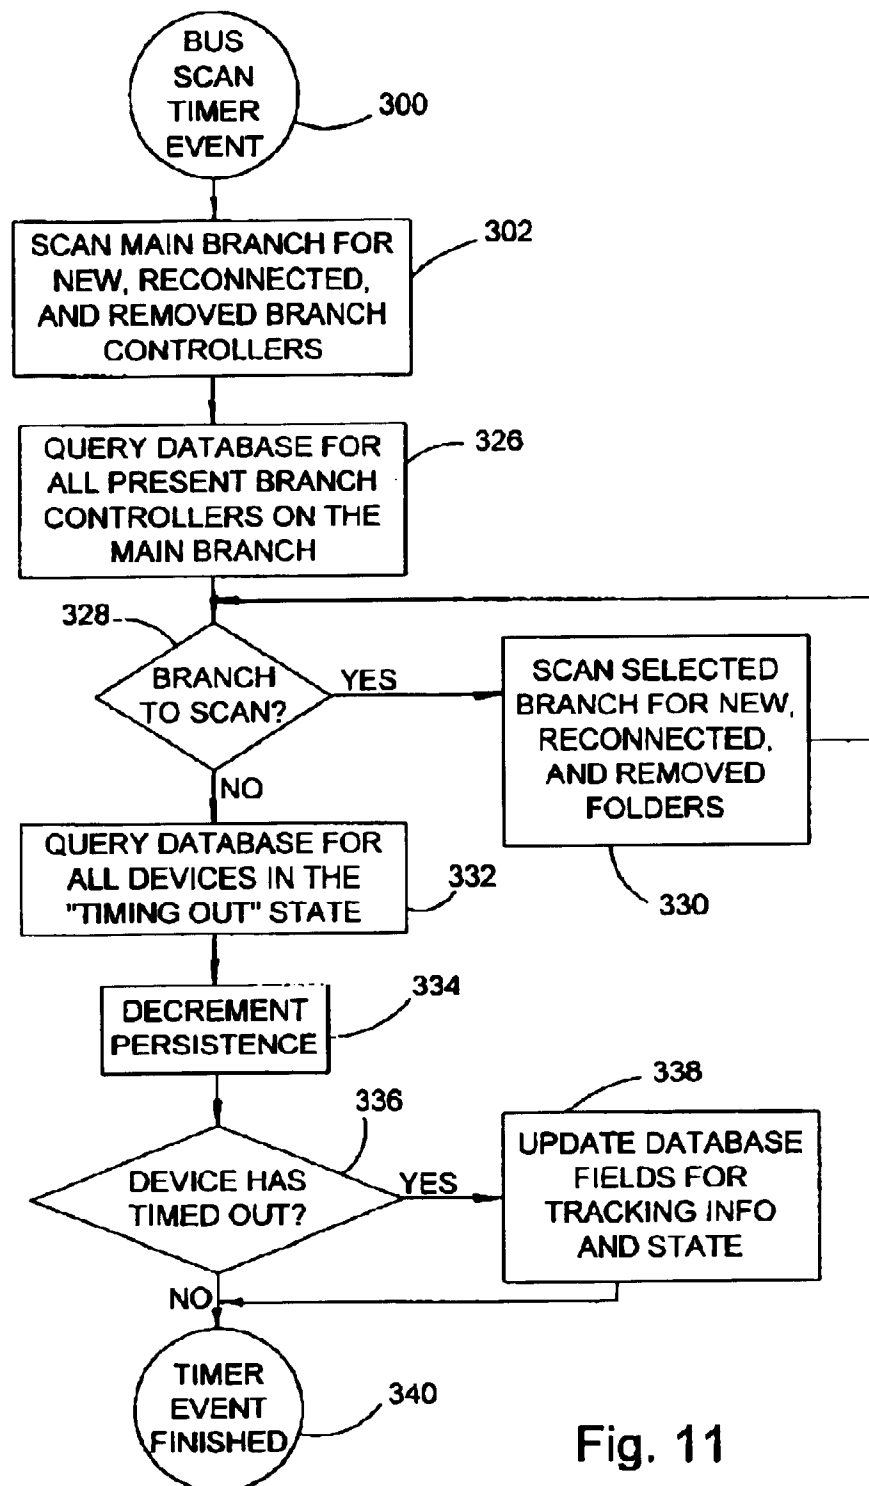 BUS
SCAN
TIMER
EVENT
300
SCAN MAIN BRANCH FOR
NEW, RECONNECTED,
AND REMOVED BRANCH
CONTROLLERS
302
QUERY DATABASE FOR
ALL PRESENT BRANCH
CONTROLLERS ON THE
MAIN BRANCH
326
328
BRANCH
TO SCAN?
YES
SCAN SELECTED
BRANCH FOR NEW,
RECONNECTED,
AND REMOVED
FOLDERS
330
NO
QUERY DATABASE FOR
ALL DEVICES IN THE
"TIMING OUT" STATE
332
DECREMENT
PERSISTENCE
334
336
DEVICE HAS
TIMED OUT?
YES
338
UPDATE DATABASE
FIELDS FOR
TRACKING INFO
AND STATE
NO
TIMER
EVENT
FINISHED
340
Fig. 11